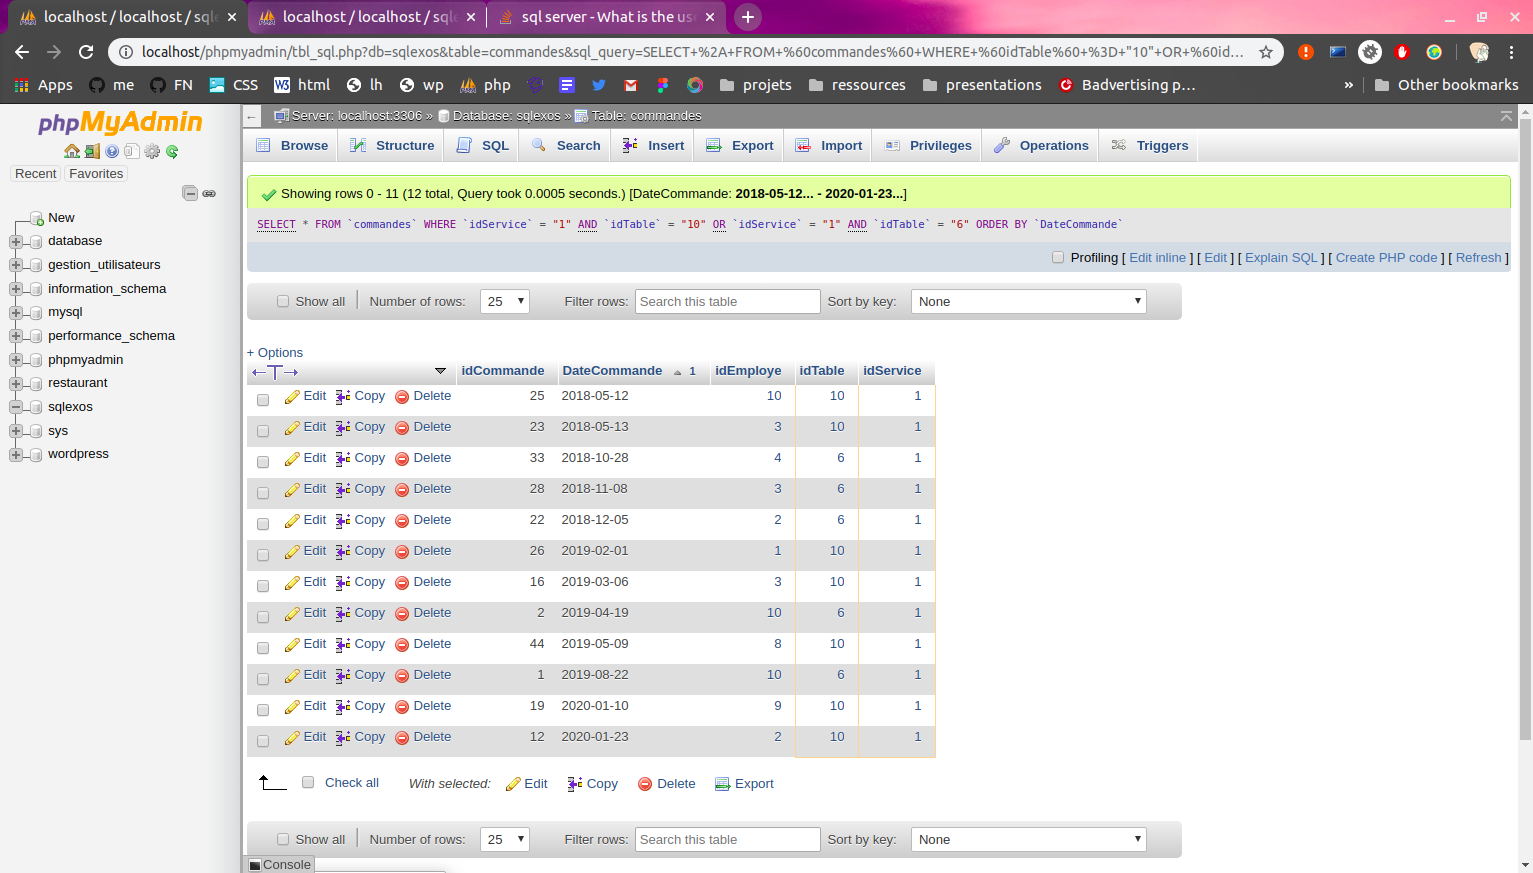 localhost / localhost / sqle
localhost / localhost / sqle
sql server - What is the us
localhost/phpmyadmin/tbl_sql.php?db=sqlexos&table=commandes&sql_query=SELECT+%2A+FROM+%60commandes%60+WHERE+%60idTable%60+%3D+"10"+OR+%60id...
Apps me FN CSS html lh wp php projets ressources presentations Badvertising p... » Other bookmarks
phpMyAdmin
Recent Favorites
New
database
gestion_utilisateurs
information_schema
mysql
performance_schema
phpmyadmin
restaurant
sqlexos
sys
wordpress
Server: localhost:3306 » Database: sqlexos » Table: commandes
Browse Structure SQL Search Insert Export Import Privileges Operations Triggers
Showing rows 0 - 11 (12 total, Query took 0.0005 seconds.) [DateCommande: 2018-05-12... - 2020-01-23...]
SELECT * FROM `commandes` WHERE `idService` = "1" AND `idTable` = "10" OR `idService` = "1" AND `idTable` = "6" ORDER BY `DateCommande`
Profiling [ Edit inline ] [ Edit ] [ Explain SQL ] [ Create PHP code ] [ Refresh ]
Show all Number of rows: 25 Filter rows: Search this table Sort by key: None
+ Options
idCommande DateCommande 1 idEmploye idTable idService
Edit Copy Delete 25 2018-05-12 10 10 1
Edit Copy Delete 23 2018-05-13 3 10 1
Edit Copy Delete 33 2018-10-28 4 6 1
Edit Copy Delete 28 2018-11-08 3 6 1
Edit Copy Delete 22 2018-12-05 2 6 1
Edit Copy Delete 26 2019-02-01 1 10 1
Edit Copy Delete 16 2019-03-06 3 10 1
Edit Copy Delete 2 2019-04-19 10 6 1
Edit Copy Delete 44 2019-05-09 8 10 1
Edit Copy Delete 1 2019-08-22 10 6 1
Edit Copy Delete 19 2020-01-10 9 10 1
Edit Copy Delete 12 2020-01-23 2 10 1
Check all With selected: Edit Copy Delete Export
Show all Number of rows: 25 Filter rows: Search this table Sort by key: None
Console